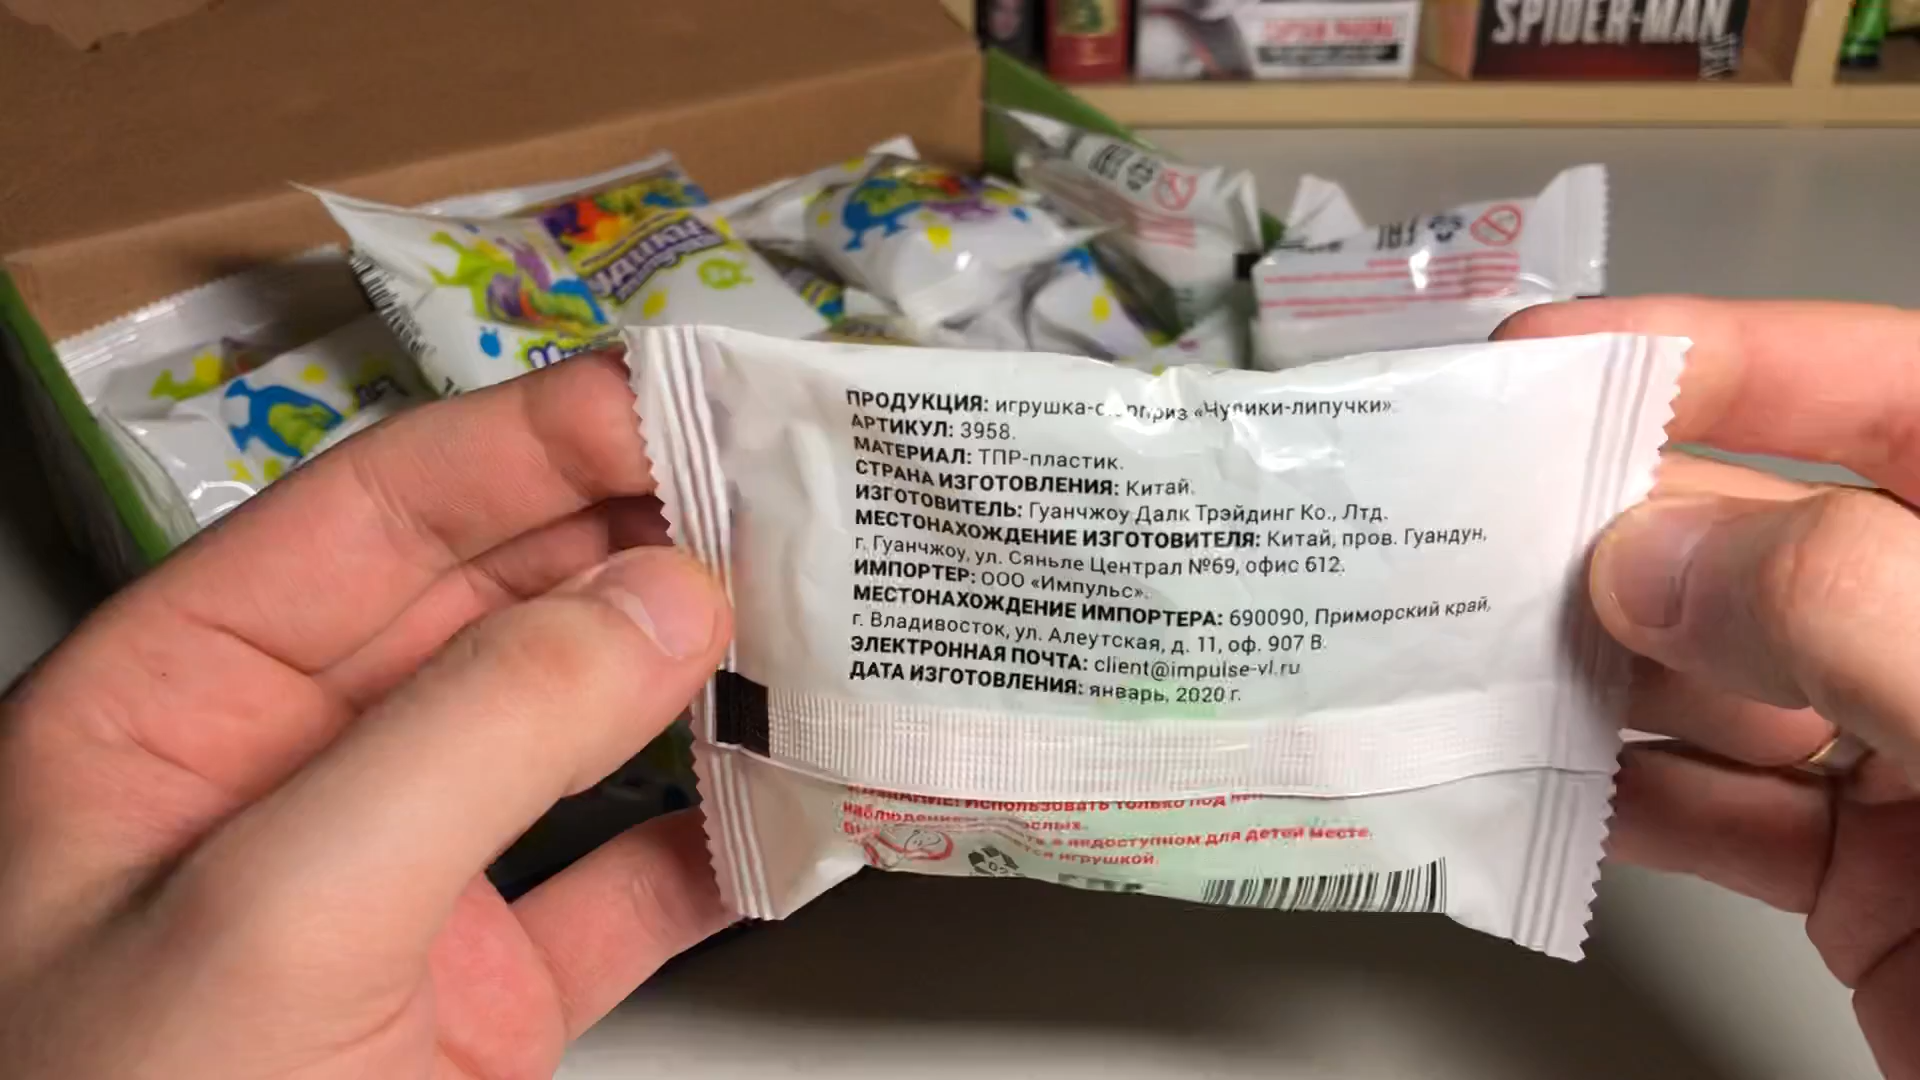 SPIDER-MAN
ПРОДУКЦИЯ: игрушка-сюрприз «Чудики-липучки».
АРТИКУЛ: 3958.
МАТЕРИАЛ: ТПР-пластик.
СТРАНА ИЗГОТОВЛЕНИЯ: Китай.
ИЗГОТОВИТЕЛЬ: Гуанчжоу Далк Трэйдинг Ко., Лтд.
МЕСТОНАХОЖДЕНИЕ ИЗГОТОВИТЕЛЯ: Китай, пров. Гуандун,
г. Гуанчжоу, ул. Сяньле Централ №69, офис 612.
ИМПОРТЕР: ООО «Импульс».
МЕСТОНАХОЖДЕНИЕ ИМПОРТЕРА: 690090, Приморский край,
г. Владивосток, ул. Алеутская, д. 11, оф. 907 В.
ЭЛЕКТРОННАЯ ПОЧТА: client@impulse-vl.ru
ДАТА ИЗГОТОВЛЕНИЯ: январь, 2020 г.
ИСПОЛЬЗОВАТЬ ТОЛЬКО ПОД
наблюдением
в недоступном для детей месте.
игрушкой.